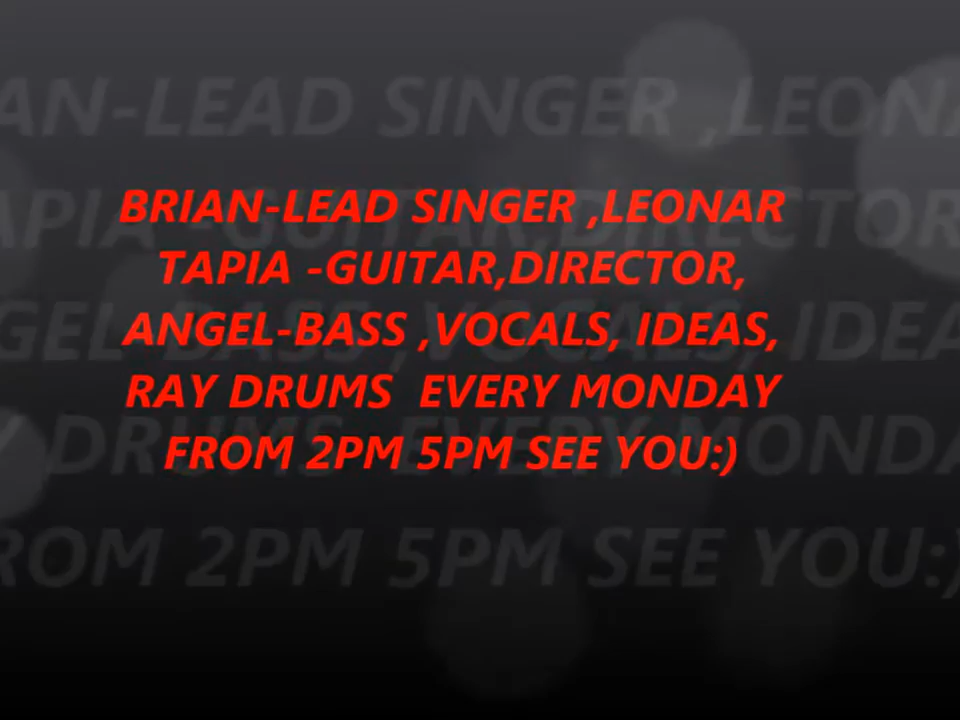 BRIAN-LEAD SINGER ,LEONAR
TAPIA -GUITAR,DIRECTOR,
ANGEL-BASS ,VOCALS, IDEAS,
RAY DRUMS  EVERY MONDAY
FROM 2PM 5PM SEE YOU:)